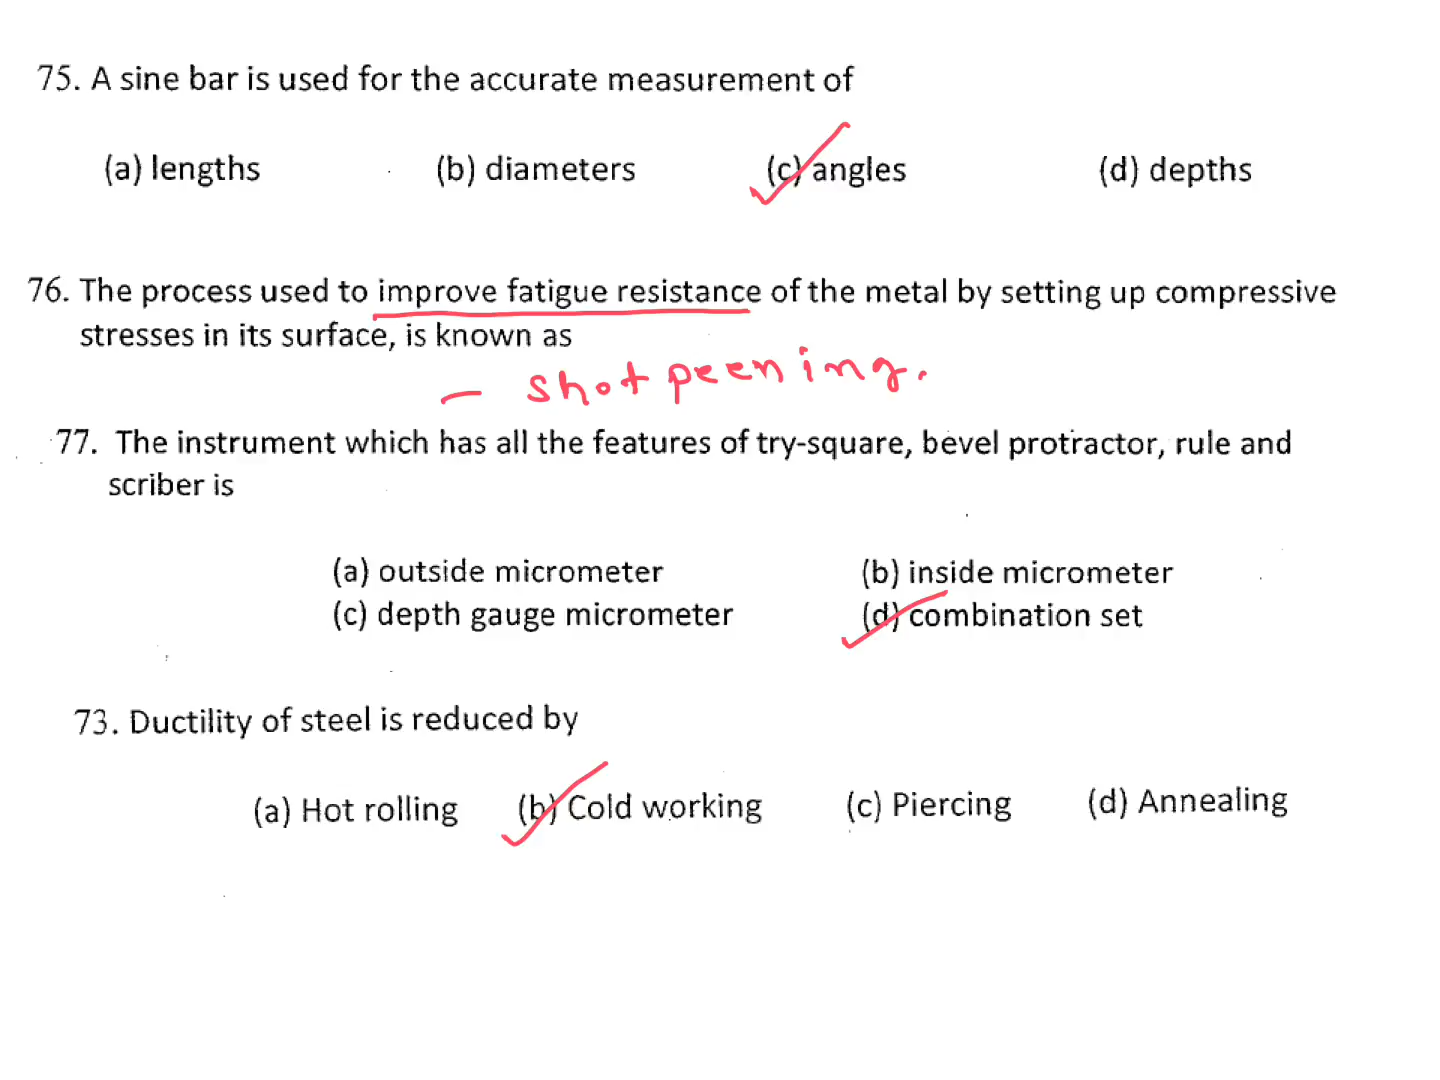 75. A sine bar is used for the accurate measurement of
(a) lengths (b) diameters (c) angles (d) depths
76. The process used to improve fatigue resistance of the metal by setting up compressive
stresses in its surface, is known as
– shot peening.
77. The instrument which has all the features of try-square, bevel protractor, rule and
scriber is
(a) outside micrometer (b) inside micrometer
(c) depth gauge micrometer (d) combination set
73. Ductility of steel is reduced by
(a) Hot rolling (b) Cold working (c) Piercing (d) Annealing